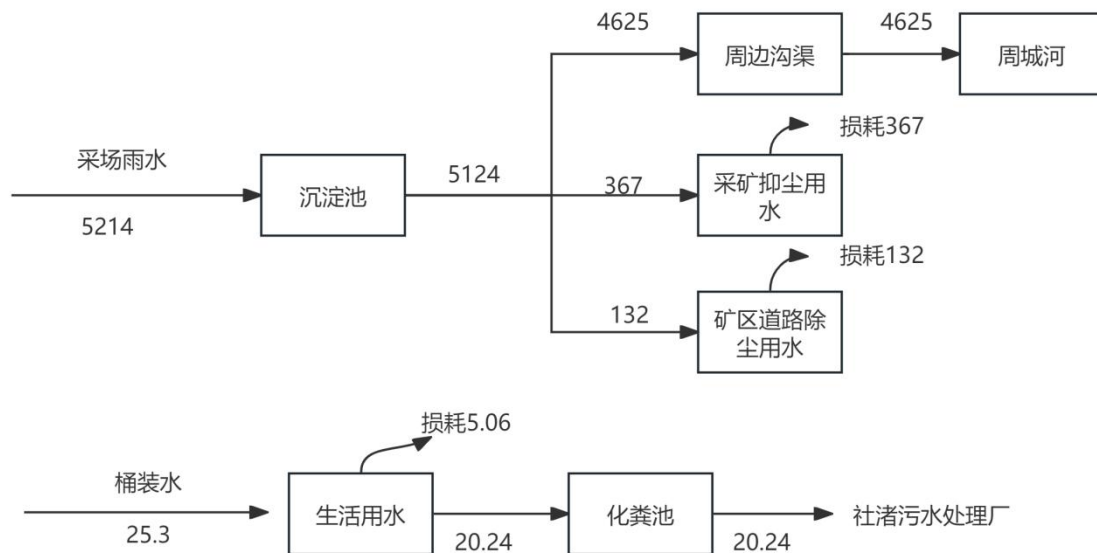 4625
4625
周边沟渠
周城河
损耗367
采场雨水
5124
367
沉淀池
采矿抑尘用
水
5214
损耗132
132
矿区道路除
尘用水
损耗5.06
桶装水
25.3
生活用水
20.24
化粪池
20.24
社渚污水处理厂